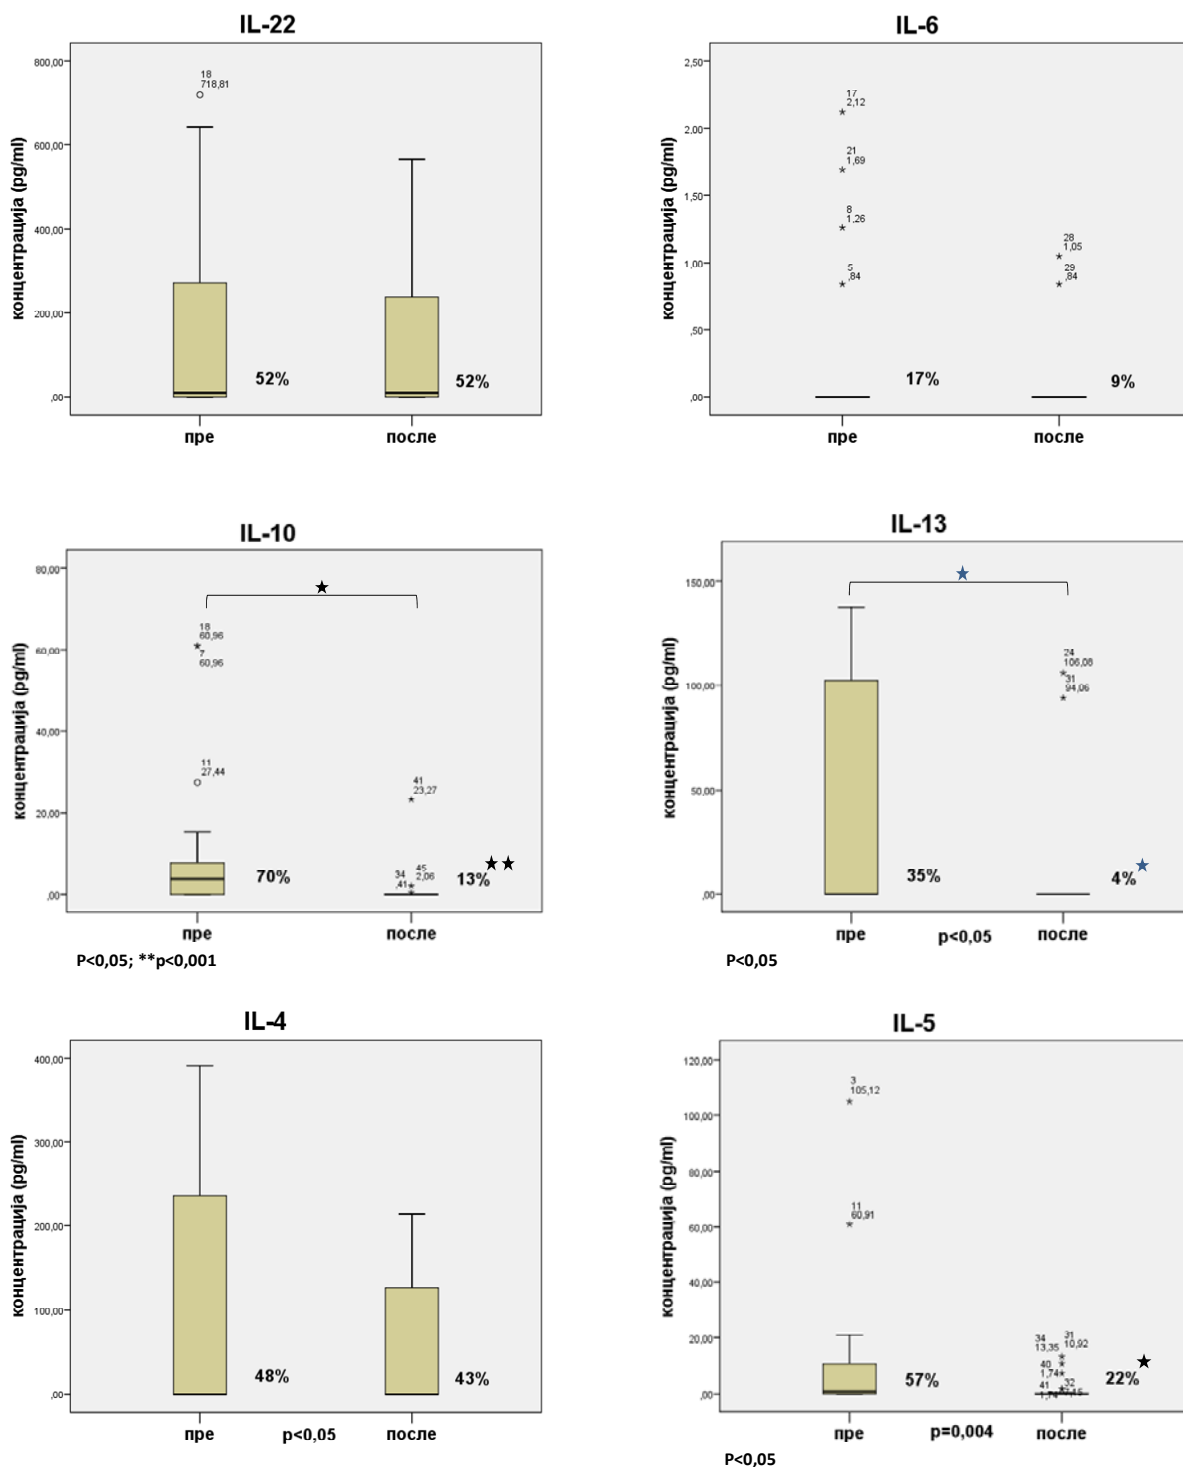 IL-22
концентрација (pg/ml)
800,00
600,00
400,00
200,00
,00
18
718,81
52%
52%
пре
после
IL-6
концентрација (pg/ml)
2,50
2,00
1,50
1,00
,50
,00
17
2,12
21
1,69
8
1,26
5
,84
28
1,05
29
,84
17%
9%
пре
после
IL-10
концентрација (pg/ml)
80,00
60,00
40,00
20,00
,00
★
18
60,96
7
60,96
11
27,44
41
23,27
45
2,06
34
,41
70%
13% ★★
пре
после
P<0,05; **p<0,001
IL-13
концентрација (pg/ml)
150,00
100,00
50,00
,00
★
24
106,08
31
94,06
35%
4% ★
пре
p<0,05
после
P<0,05
IL-4
концентрација (pg/ml)
400,00
300,00
200,00
100,00
,00
48%
43%
пре
p<0,05
после
IL-5
концентрација (pg/ml)
120,00
100,00
80,00
60,00
40,00
20,00
,00
3
105,12
11
60,91
34
13,35
31
10,92
40
1,74
41
32
57%
22% ★
пре
p=0,004
после
P<0,05